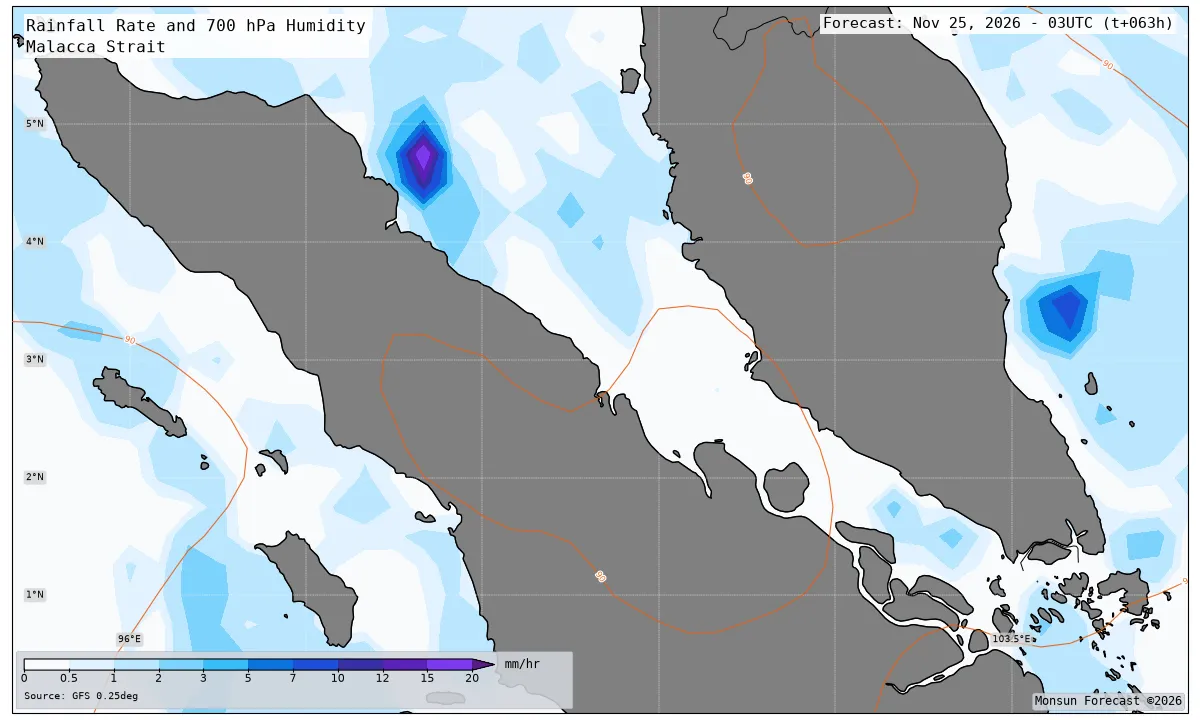 Rainfall Rate and 700 hPa Humidity
Malacca Strait
Forecast: Nov 25, 2026 - 03UTC (t+063h)
90
5°N
90
4°N
90
3°N
2°N
90
1°N
96°E
103.5°E
0 0.5 1 2 3 5 7 10 12 15 20 mm/hr
Source: GFS 0.25deg
Monsun Forecast ©2026